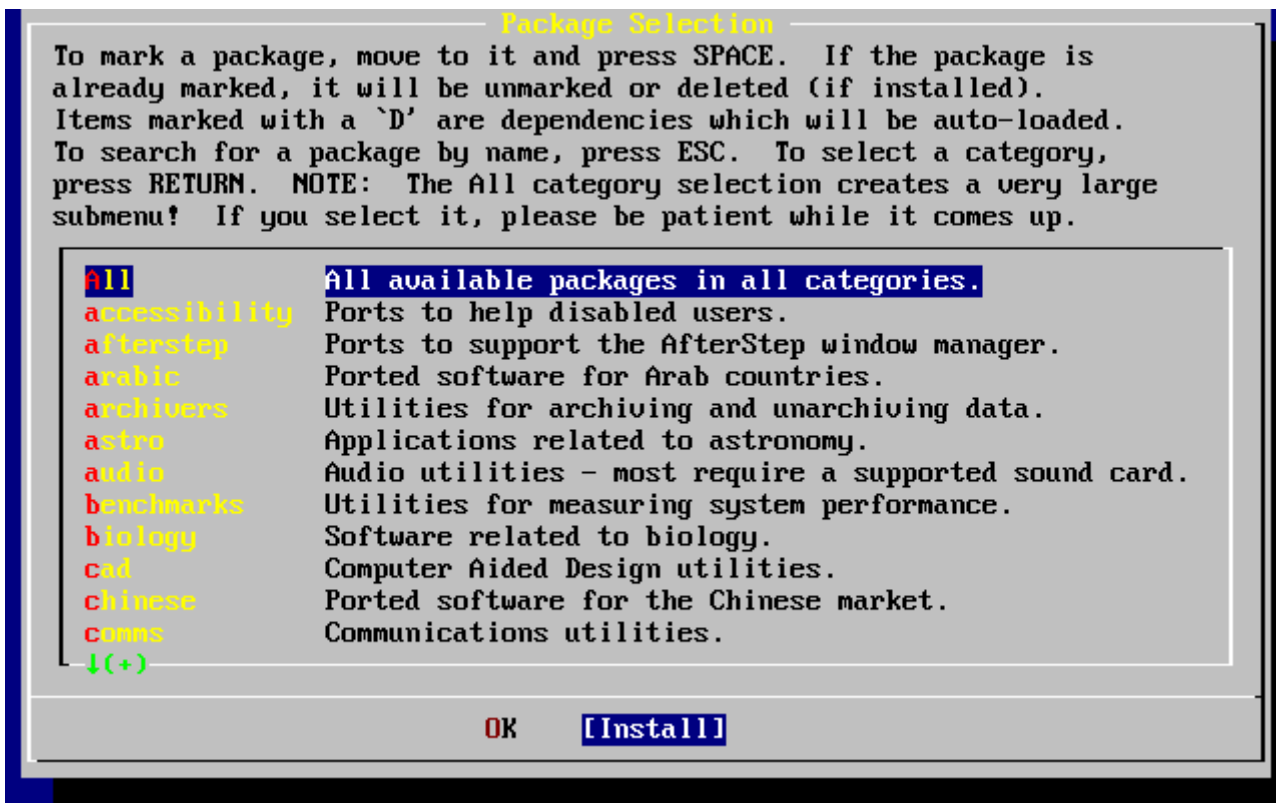 Package Selection
To mark a package, move to it and press SPACE.  If the package is
already marked, it will be unmarked or deleted (if installed).
Items marked with a `D' are dependencies which will be auto-loaded.
To search for a package by name, press ESC.  To select a category,
press RETURN.  NOTE:  The All category selection creates a very large
submenu!  If you select it, please be patient while it comes up.
All All available packages in all categories.
accessibility Ports to help disabled users.
afterstep Ports to support the AfterStep window manager.
arabic Ported software for Arab countries.
archivers Utilities for archiving and unarchiving data.
astro Applications related to astronomy.
audio Audio utilities - most require a supported sound card.
benchmarks Utilities for measuring system performance.
biology Software related to biology.
cad Computer Aided Design utilities.
chinese Ported software for the Chinese market.
comms Communications utilities.
↓(+)
OK [Install]